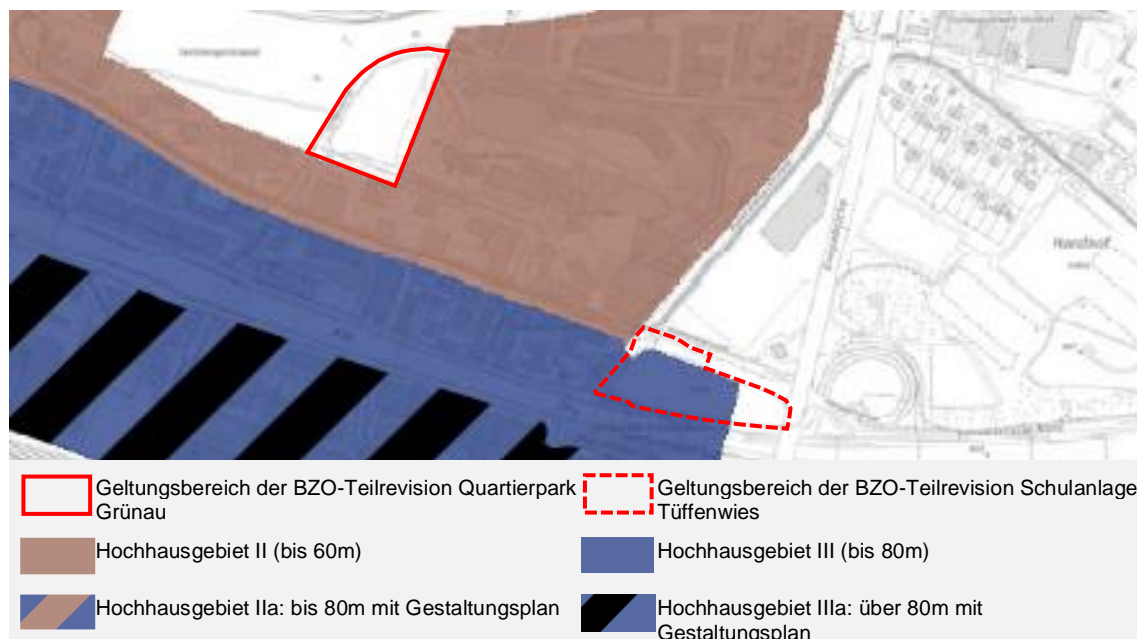 Hardhof
Geltungsbereich der BZO-Teilrevision Quartierpark
Grünau
Geltungsbereich der BZO-Teilrevision Schulanlage
Tüffenwies
Hochhausgebiet II (bis 60m)
Hochhausgebiet III (bis 80m)
Hochhausgebiet IIa: bis 80m mit Gestaltungsplan
Hochhausgebiet IIIa: über 80m mit
Gestaltungsplan